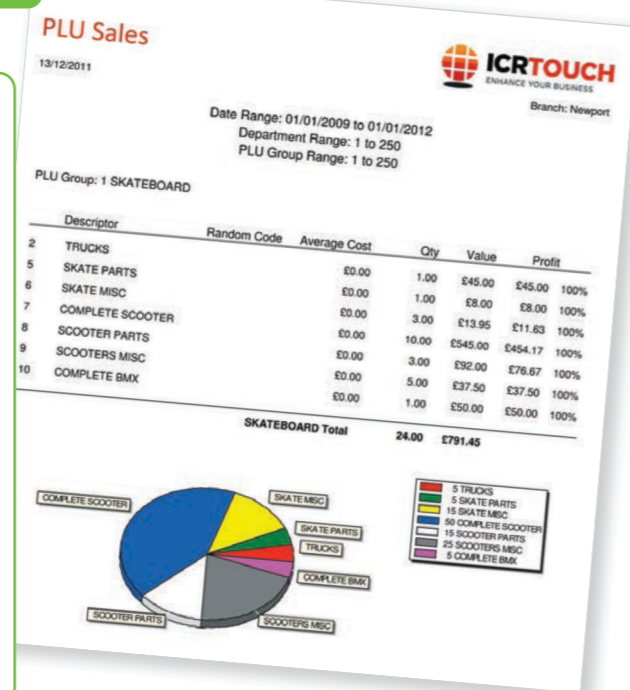 PLU Sales
13/12/2011
ICRTOUCH
ENHANCE YOUR BUSINESS
Branch: Newport
Date Range: 01/01/2009 to 01/01/2012
Department Range: 1 to 250
PLU Group Range: 1 to 250
PLU Group: 1 SKATEBOARD
Descriptor Random Code Average Cost Qty Value Profit
2 TRUCKS £0.00 1.00 £45.00 £45.00 100%
5 SKATE PARTS £0.00 1.00 £8.00 £8.00 100%
6 SKATE MISC £0.00 3.00 £13.95 £11.63 100%
7 COMPLETE SCOOTER £0.00 10.00 £545.00 £454.17 100%
8 SCOOTER PARTS £0.00 3.00 £92.00 £76.67 100%
9 SCOOTERS MISC £0.00 5.00 £37.50 £37.50 100%
10 COMPLETE BMX £0.00 1.00 £50.00 £50.00 100%
SKATEBOARD Total 24.00 £791.45
COMPLETE SCOOTER
SKATE MISC
SKATE PARTS
TRUCKS
COMPLETE BMX
SCOOTERS MISC
SCOOTER PARTS
5 TRUCKS
5 SKATE PARTS
15 SKATE MISC
50 COMPLETE SCOOTER
15 SCOOTER PARTS
25 SCOOTERS MISC
5 COMPLETE BMX